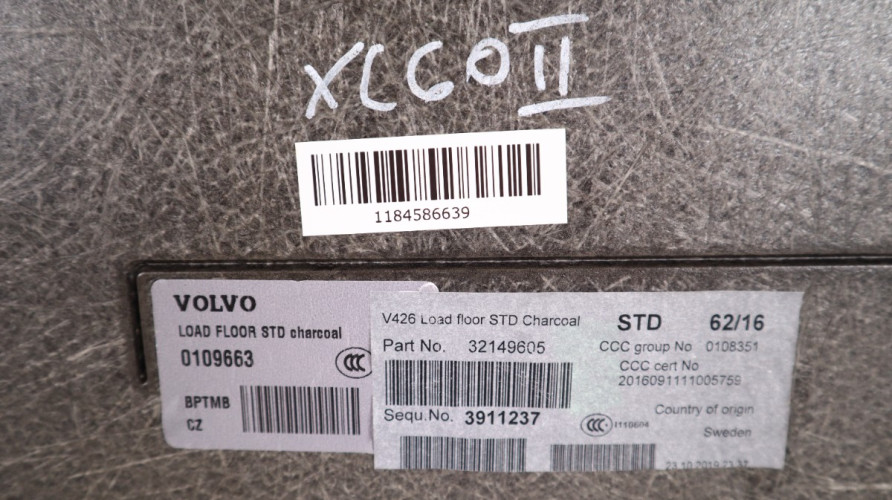 XC60 II
1184586639
VOLVO
LOAD FLOOR STD charcoal
0109663
BPTMB
CZ
V426 Load floor STD Charcoal
STD 62/16
Part No. 32149605
CCC group No 0108351
CCC cert No
2016091111005759
Sequ.No. 3911237
Country of origin
Sweden